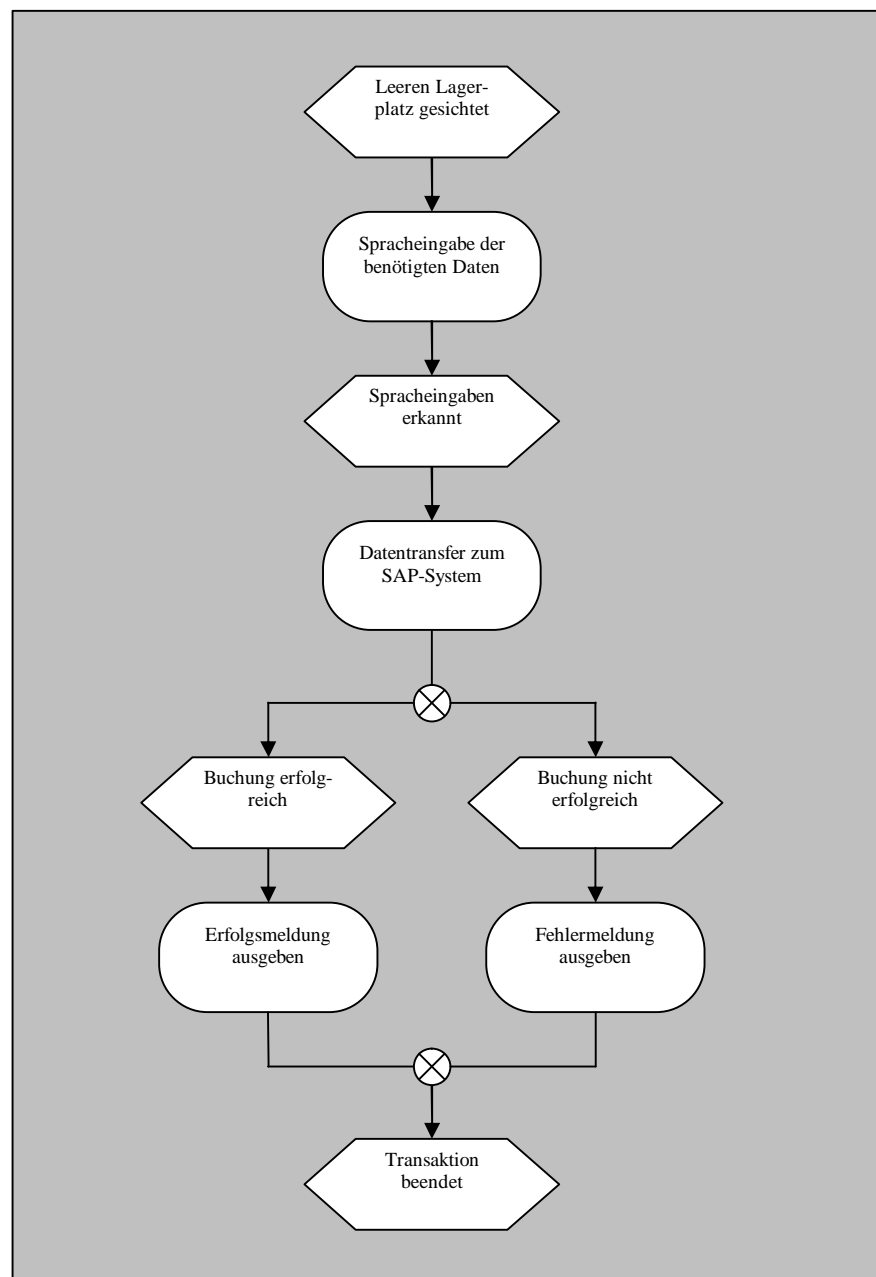 Leeren Lager-
platz gesichtet
Spracheingabe der
benötigten Daten
Spracheingaben
erkannt
Datentransfer zum
SAP-System
Buchung erfolg-
reich
Buchung nicht
erfolgreich
Erfolgsmeldung
ausgeben
Fehlermeldung
ausgeben
Transaktion
beendet